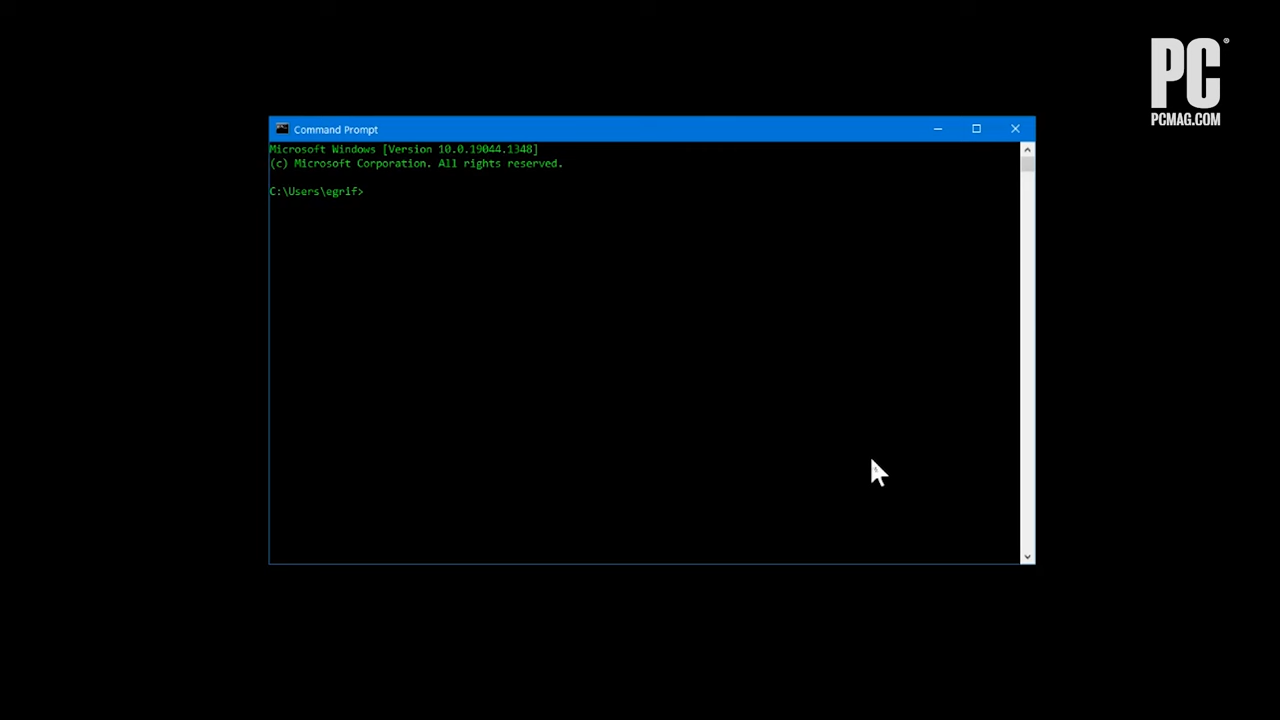 PC®
PCMAG.COM
Command Prompt
Microsoft Windows [Version 10.0.19044.1348]
(c) Microsoft Corporation. All rights reserved.
C:\Users\egrif>